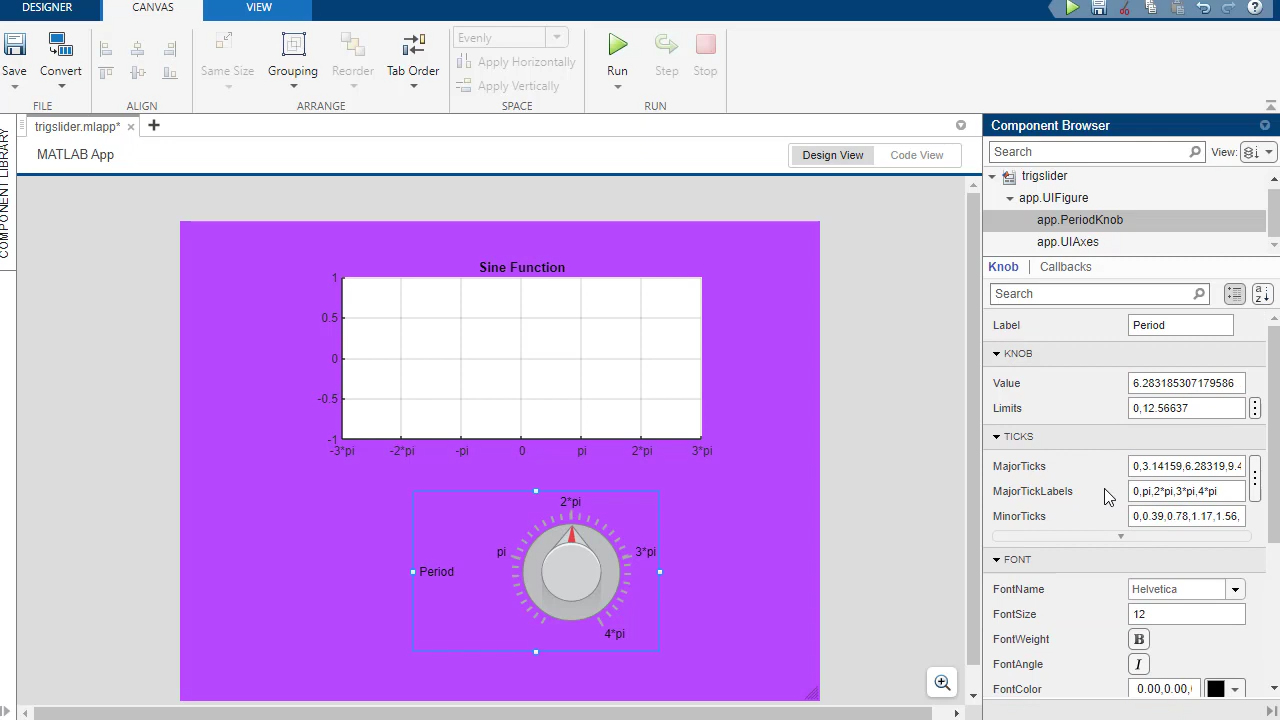 DESIGNER CANVAS VIEW
Evenly
Apply Horizontally
Save Convert Same Size Grouping Reorder Tab Order Run Step Stop
Apply Vertically
FILE ALIGN ARRANGE SPACE RUN
trigslider.mlapp*
MATLAB App Design View Code View
COMPONENT LIBRARY
Sine Function
1
0.5
0
-0.5
-1
-3*pi -2*pi -pi 0 pi 2*pi 3*pi
2*pi
pi 3*pi
Period
4*pi
Component Browser
Search View:
trigslider
app.UIFigure
app.PeriodKnob
app.UIAxes
Knob Callbacks
Search
Label Period
KNOB
Value 6.283185307179586
Limits 0,12.56637
TICKS
MajorTicks 0,3.14159,6.28319,9.4
MajorTickLabels 0,pi,2*pi,3*pi,4*pi
MinorTicks 0,0.39,0.78,1.17,1.56,
FONT
FontName Helvetica
FontSize 12
FontWeight B
FontAngle I
FontColor 0.00,0.00,